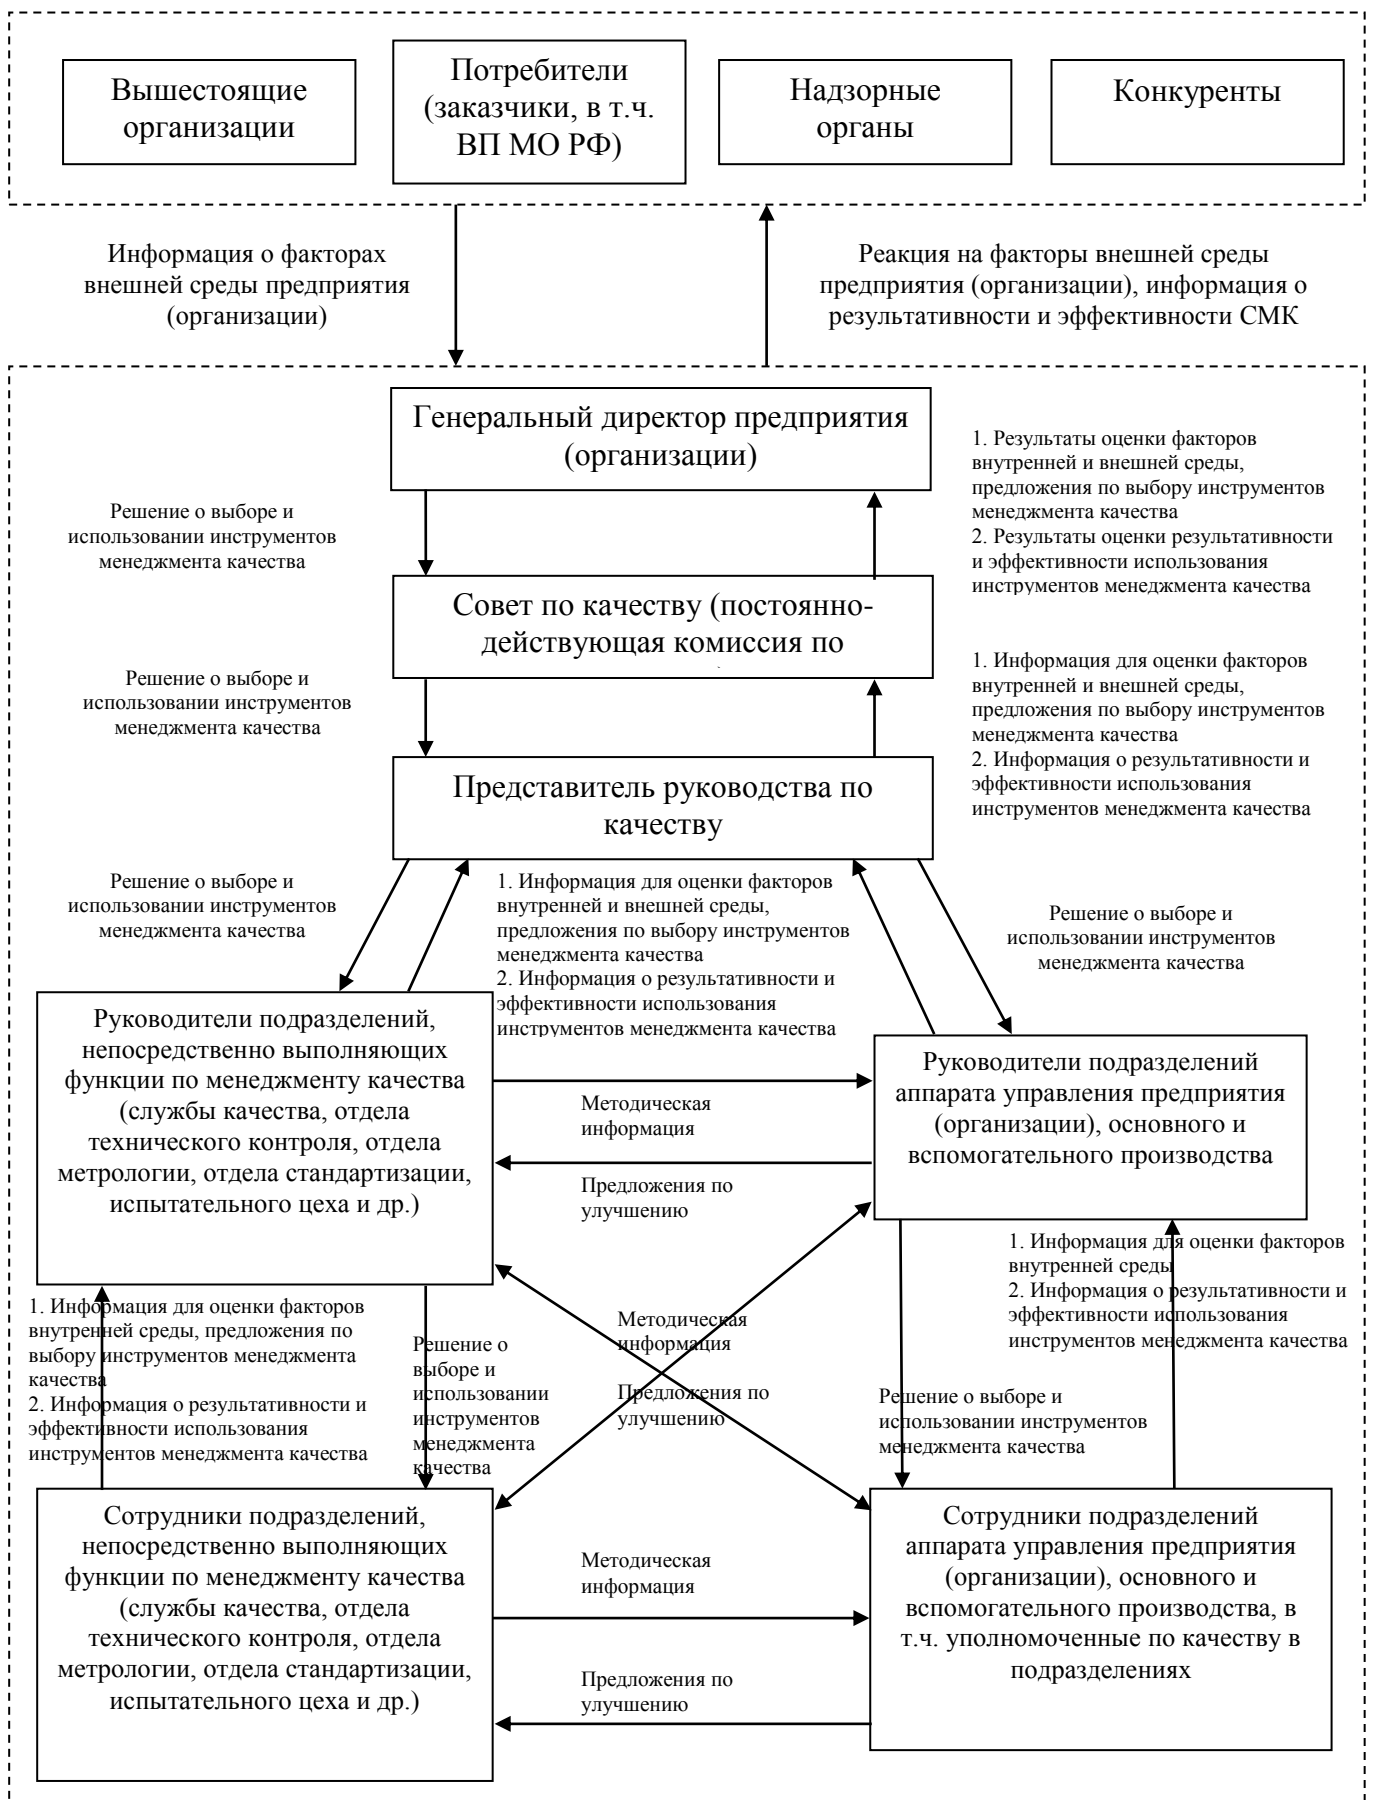 Вышестоящие
организации
Потребители
(заказчики, в т.ч.
ВП МО РФ)
Надзорные
органы
Конкуренты
Информация о факторах
внешней среды предприятия
(организации)
Реакция на факторы внешней среды
предприятия (организации), информация о
результативности и эффективности СМК
Генеральный директор предприятия
(организации)
1. Результаты оценки факторов
внутренней и внешней среды,
предложения по выбору инструментов
менеджмента качества
2. Результаты оценки результативности
и эффективности использования
инструментов менеджмента качества
Решение о выборе и
использовании инструментов
менеджмента качества
Совет по качеству (постоянно-
действующая комиссия по
Решение о выборе и
использовании инструментов
менеджмента качества
1. Информация для оценки факторов
внутренней и внешней среды,
предложения по выбору инструментов
менеджмента качества
2. Информация о результативности и
эффективности использования
инструментов менеджмента качества
Представитель руководства по
качеству
Решение о выборе и
использовании инструментов
менеджмента качества
1. Информация для оценки факторов
внутренней и внешней среды,
предложения по выбору инструментов
менеджмента качества
2. Информация о результативности и
эффективности использования
инструментов менеджмента качества
Решение о выборе и
использовании инструментов
менеджмента качества
Руководители подразделений,
непосредственно выполняющих
функции по менеджменту качества
(службы качества, отдела
технического контроля, отдела
метрологии, отдела стандартизации,
испытательного цеха и др.)
Методическая
информация
Предложения по
улучшению
Руководители подразделений
аппарата управления предприятия
(организации), основного и
вспомогательного производства
1. Информация для оценки факторов
внутренней среды, предложения по
выбору инструментов менеджмента
качества
2. Информация о результативности и
эффективности использования
инструментов менеджмента качества
Решение о
выборе и
использовании
инструментов
менеджмента
качества
Методическая
информация
Предложения по
улучшению
1. Информация для оценки факторов
внутренней среды
2. Информация о результативности и
эффективности использования
инструментов менеджмента качества
Решение о выборе и
использовании инструментов
менеджмента качества
Сотрудники подразделений,
непосредственно выполняющих
функции по менеджменту качества
(службы качества, отдела
технического контроля, отдела
метрологии, отдела стандартизации,
испытательного цеха и др.)
Методическая
информация
Предложения по
улучшению
Сотрудники подразделений
аппарата управления предприятия
(организации), основного и
вспомогательного производства, в
т.ч. уполномоченные по качеству в
подразделениях